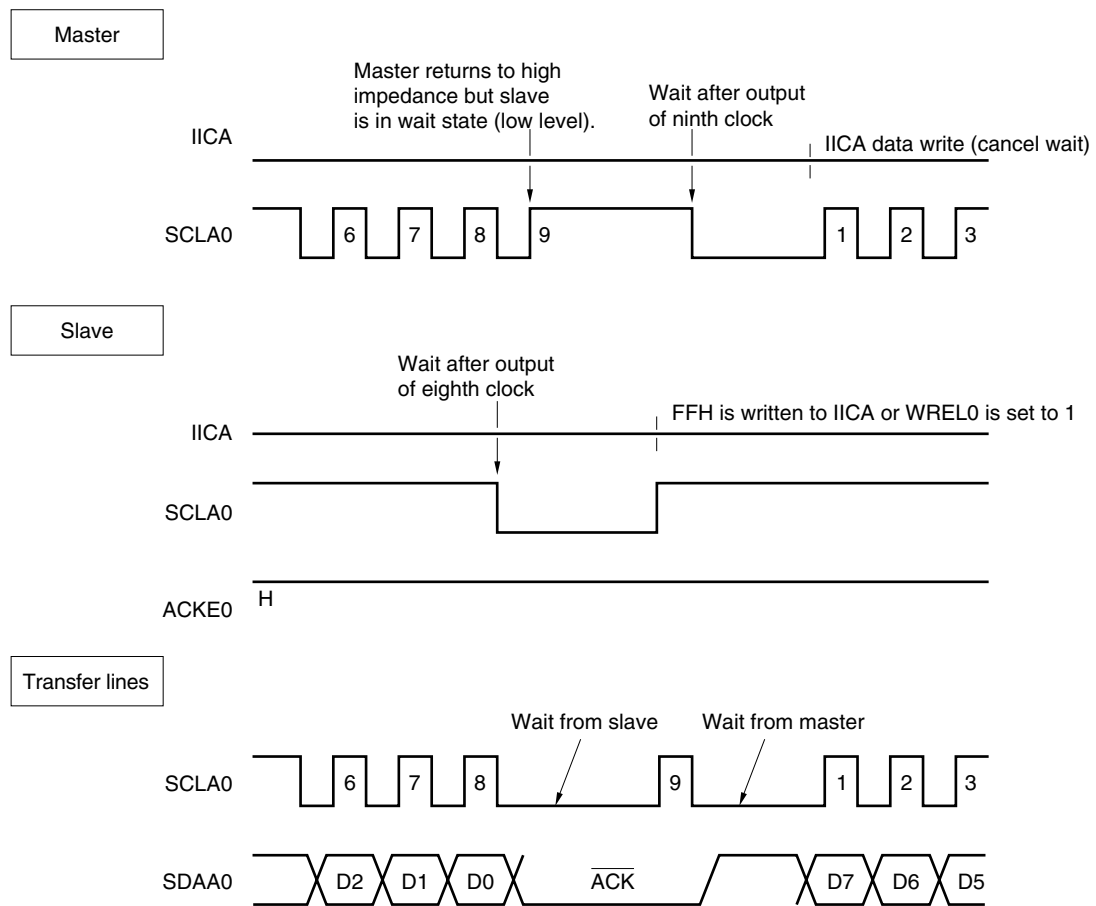 Master
Master returns to high
impedance but slave
is in wait state (low level).
Wait after output
of ninth clock
IICA
IICA data write (cancel wait)
SCLA0
6 7 8 9 1 2 3
Slave
Wait after output
of eighth clock
FFH is written to IICA or WREL0 is set to 1
IICA
SCLA0
H
ACKE0
Transfer lines
Wait from slave
Wait from master
SCLA0
6 7 8 9 1 2 3
SDAA0
D2 D1 D0 ACK D7 D6 D5